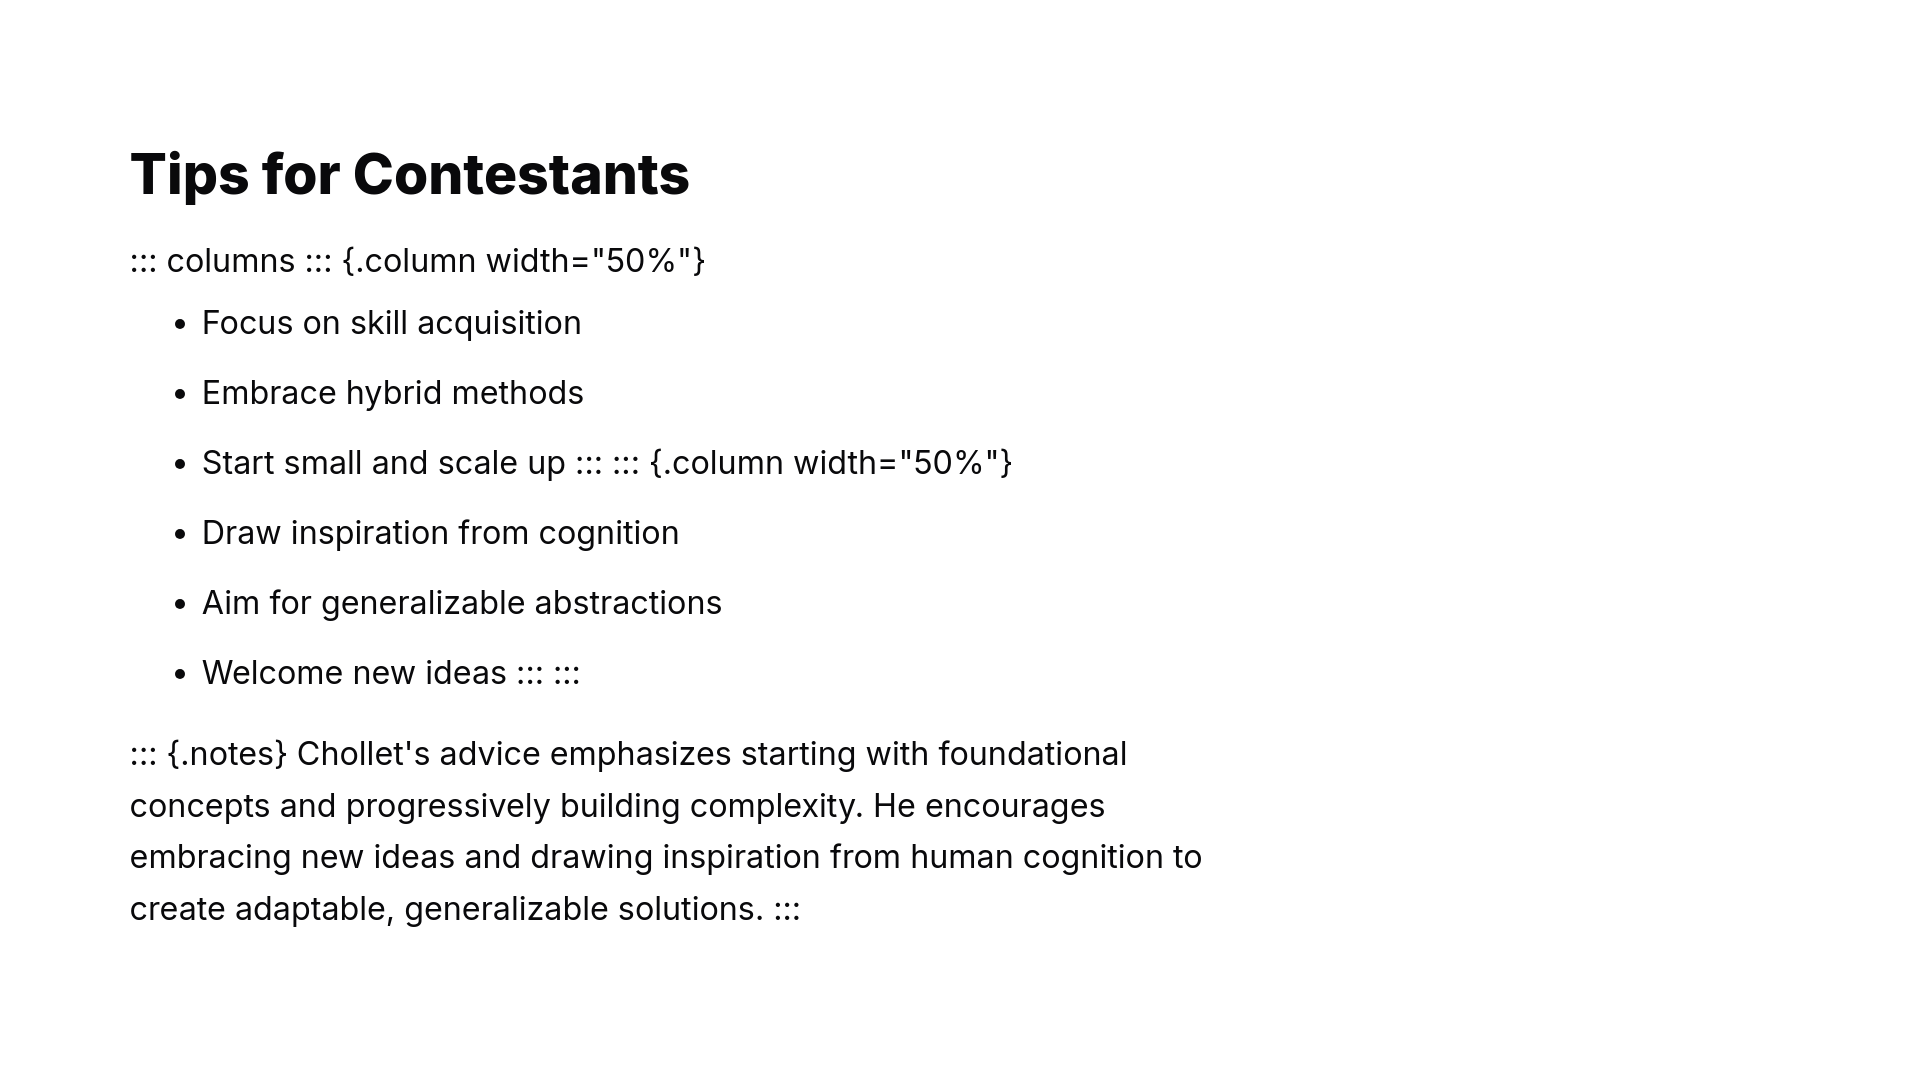 Tips for Contestants
::: columns ::: {.column width="50%"}
• Focus on skill acquisition
• Embrace hybrid methods
• Start small and scale up ::: ::: {.column width="50%"}
• Draw inspiration from cognition
• Aim for generalizable abstractions
• Welcome new ideas ::: :::
::: {.notes} Chollet's advice emphasizes starting with foundational
concepts and progressively building complexity. He encourages
embracing new ideas and drawing inspiration from human cognition to
create adaptable, generalizable solutions. :::